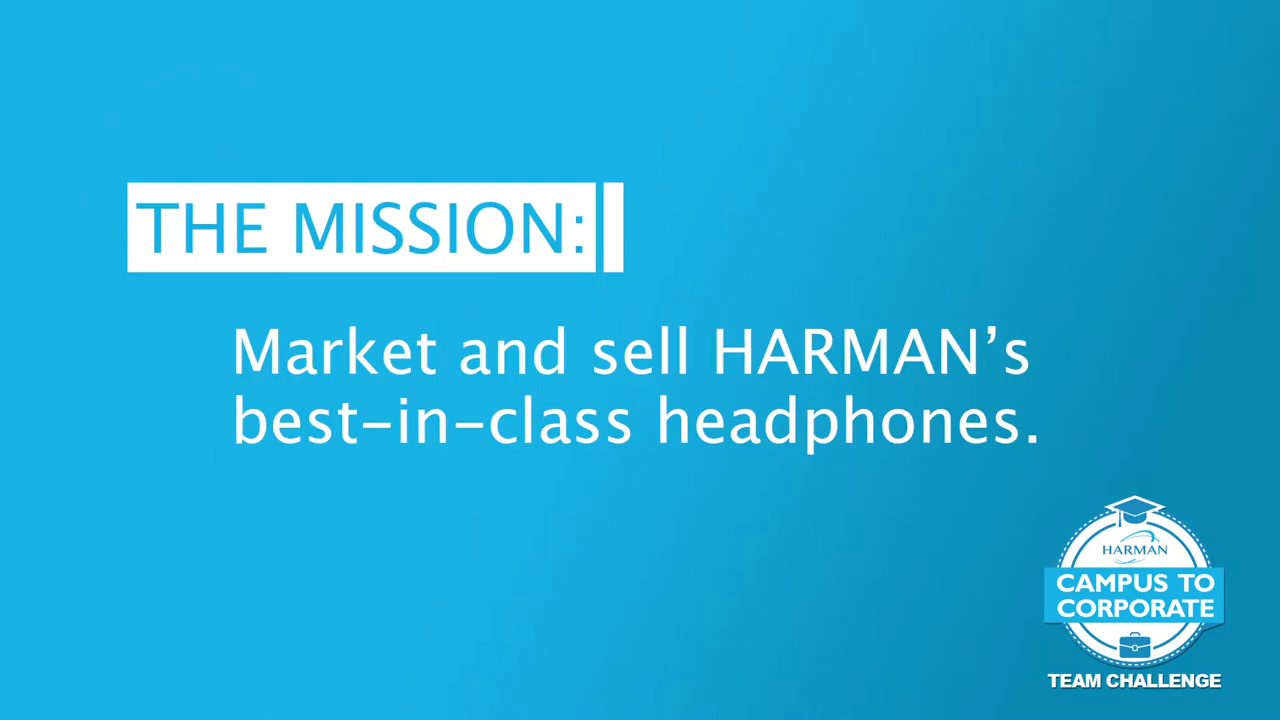 THE MISSION:
Market and sell HARMAN’s
best-in-class headphones.
HARMAN
CAMPUS TO
CORPORATE
TEAM CHALLENGE